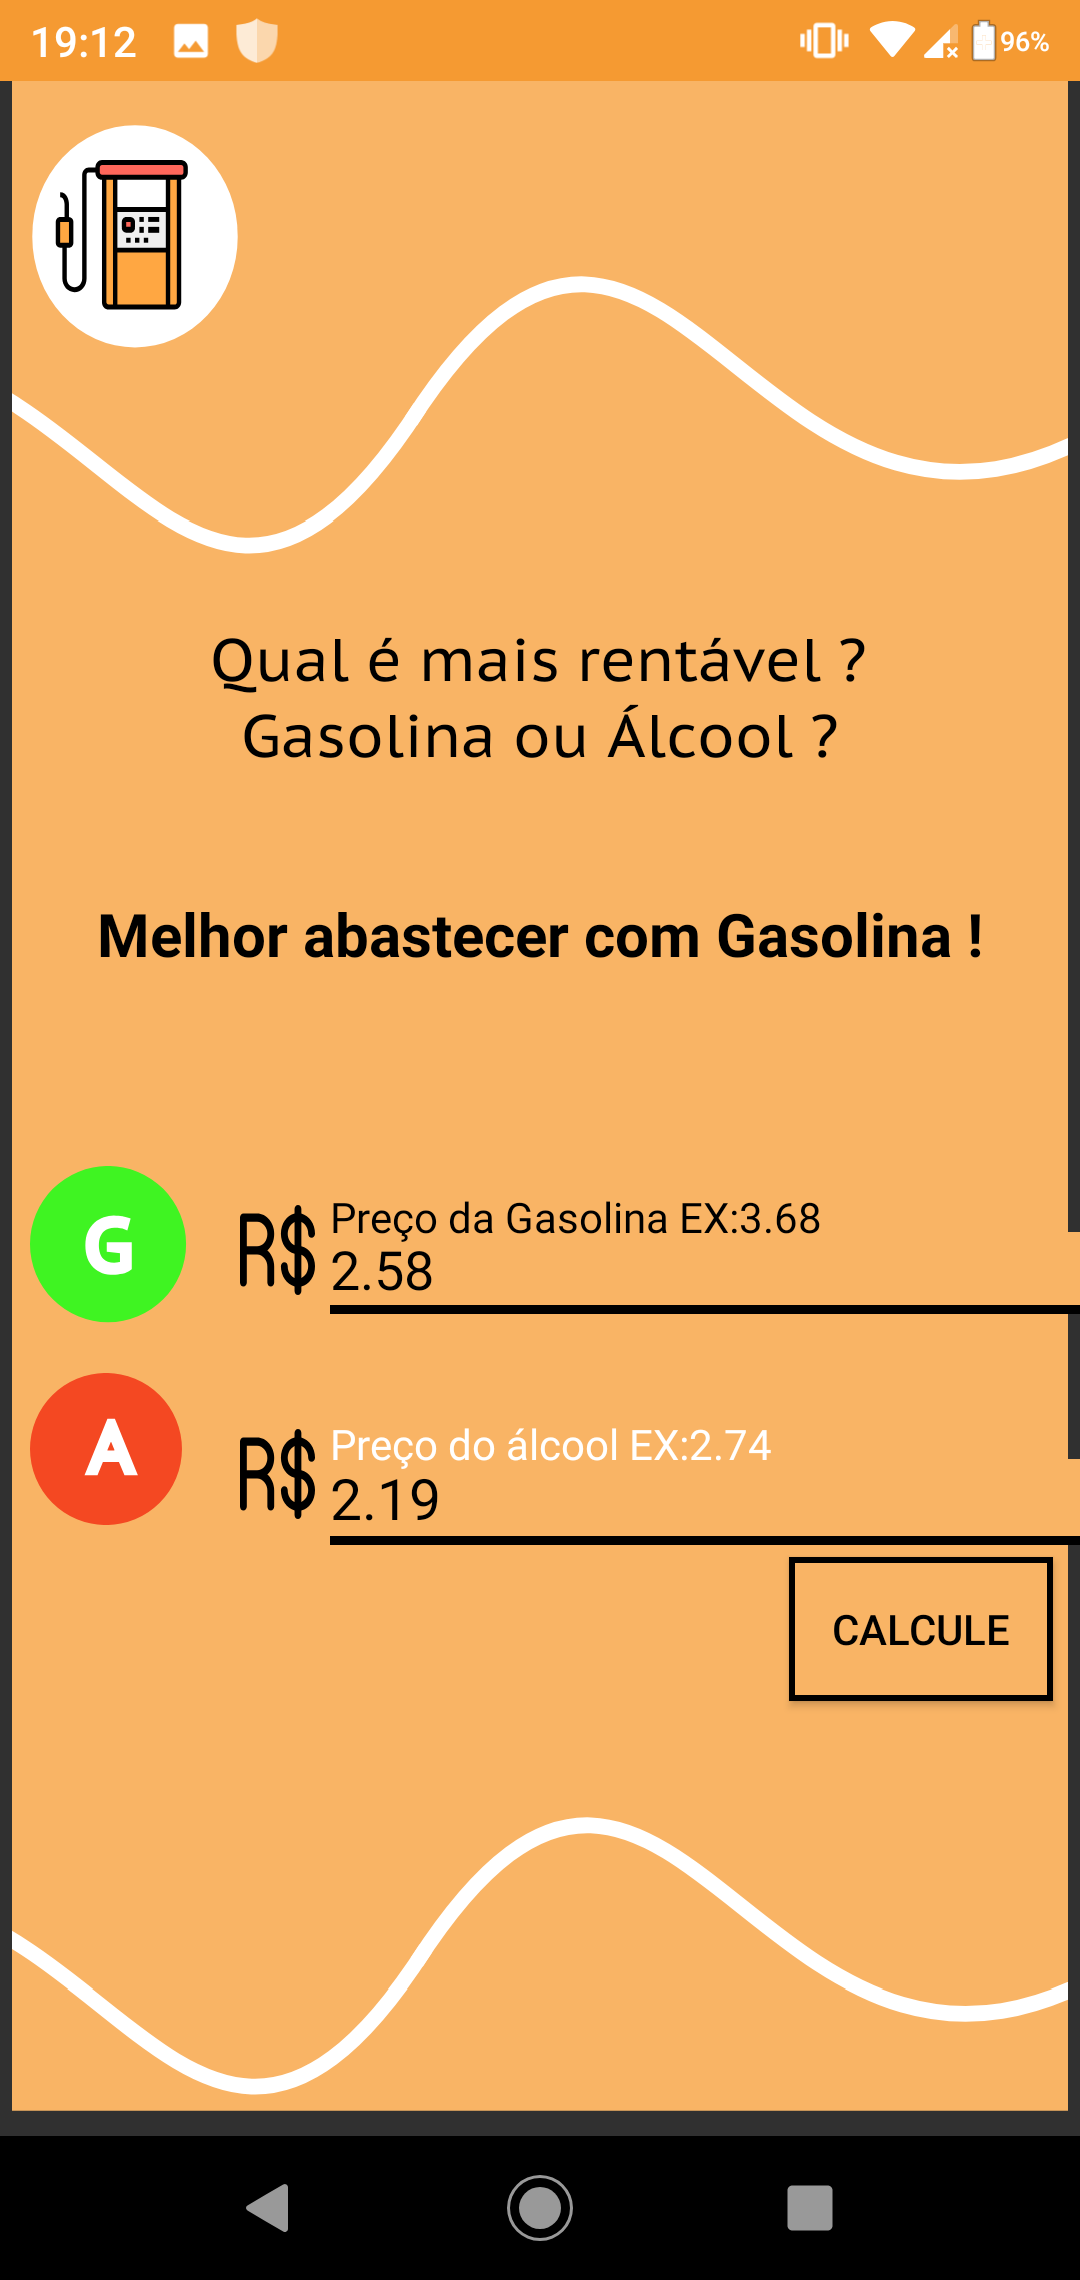 19:12
96%
Qual é mais rentável ?
Gasolina ou Álcool ?
Melhor abastecer com Gasolina !
G
R$
Preço da Gasolina EX:3.68
2.58
A
R$
Preço do álcool EX:2.74
2.19
CALCULE